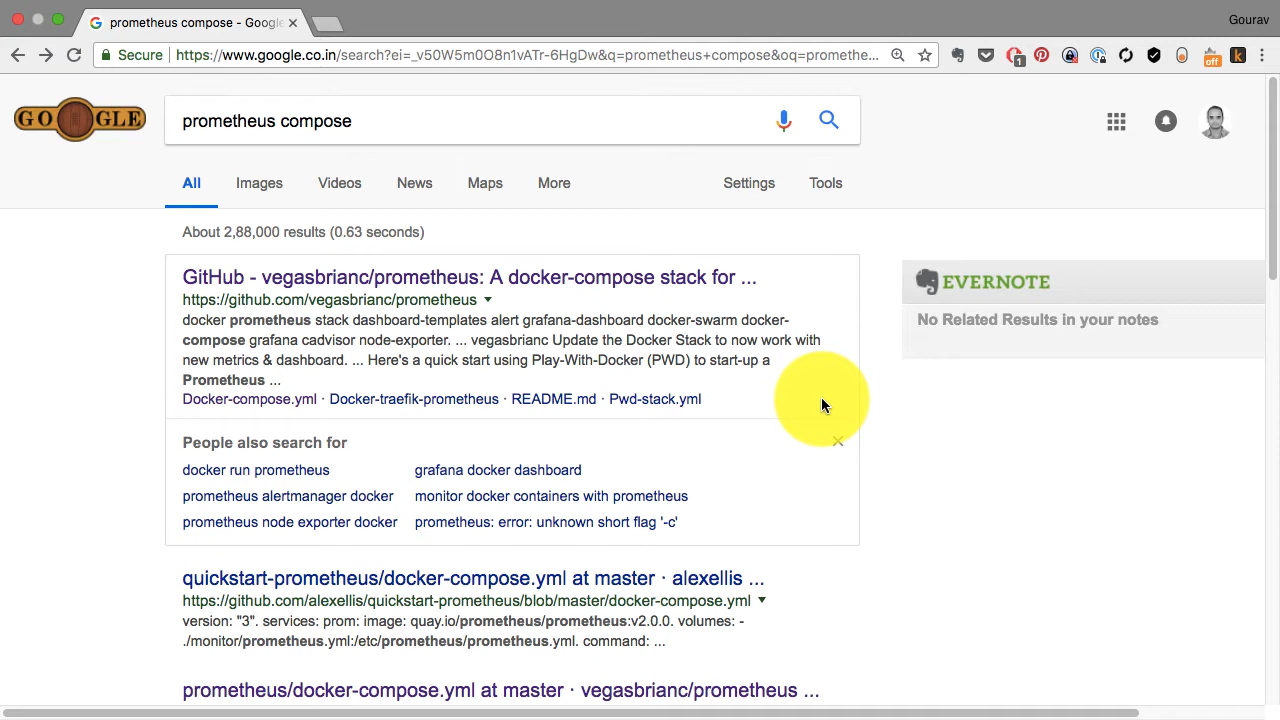 prometheus compose - Google
Gourav
Secure https://www.google.co.in/search?ei=_v50W5m0O8n1vATr-6HgDw&q=prometheus+compose&oq=promethe...
1
off
k
GOOGLE
prometheus compose
All Images Videos News Maps More Settings Tools
About 2,88,000 results (0.63 seconds)
GitHub - vegasbrianc/prometheus: A docker-compose stack for ...
https://github.com/vegasbrianc/prometheus
docker prometheus stack dashboard-templates alert grafana-dashboard docker-swarm docker-
compose grafana cadvisor node-exporter. ... vegasbrianc Update the Docker Stack to now work with
new metrics & dashboard. ... Here's a quick start using Play-With-Docker (PWD) to start-up a
Prometheus ...
Docker-compose.yml · Docker-traefik-prometheus · README.md · Pwd-stack.yml
EVERNOTE
No Related Results in your notes
People also search for
docker run prometheus grafana docker dashboard
prometheus alertmanager docker monitor docker containers with prometheus
prometheus node exporter docker prometheus: error: unknown short flag '-c'
quickstart-prometheus/docker-compose.yml at master · alexellis ...
https://github.com/alexellis/quickstart-prometheus/blob/master/docker-compose.yml
version: "3". services: prom: image: quay.io/prometheus/prometheus:v2.0.0. volumes: -
./monitor/prometheus.yml:/etc/prometheus/prometheus.yml. command: ...
prometheus/docker-compose.yml at master · vegasbrianc/prometheus ...